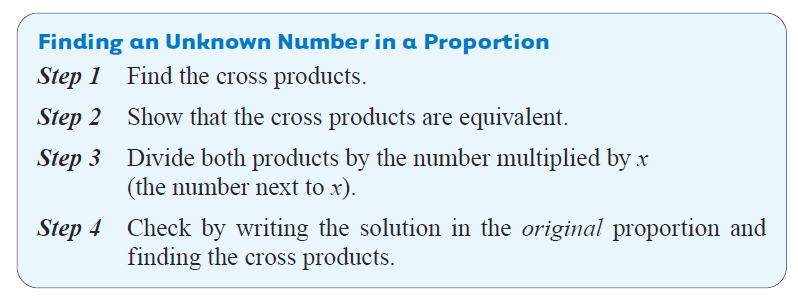 Finding an Unknown Number in a Proportion
Step 1 Find the cross products.
Step 2 Show that the cross products are equivalent.
Step 3 Divide both products by the number multiplied by x
(the number next to x).
Step 4 Check by writing the solution in the original proportion and
finding the cross products.